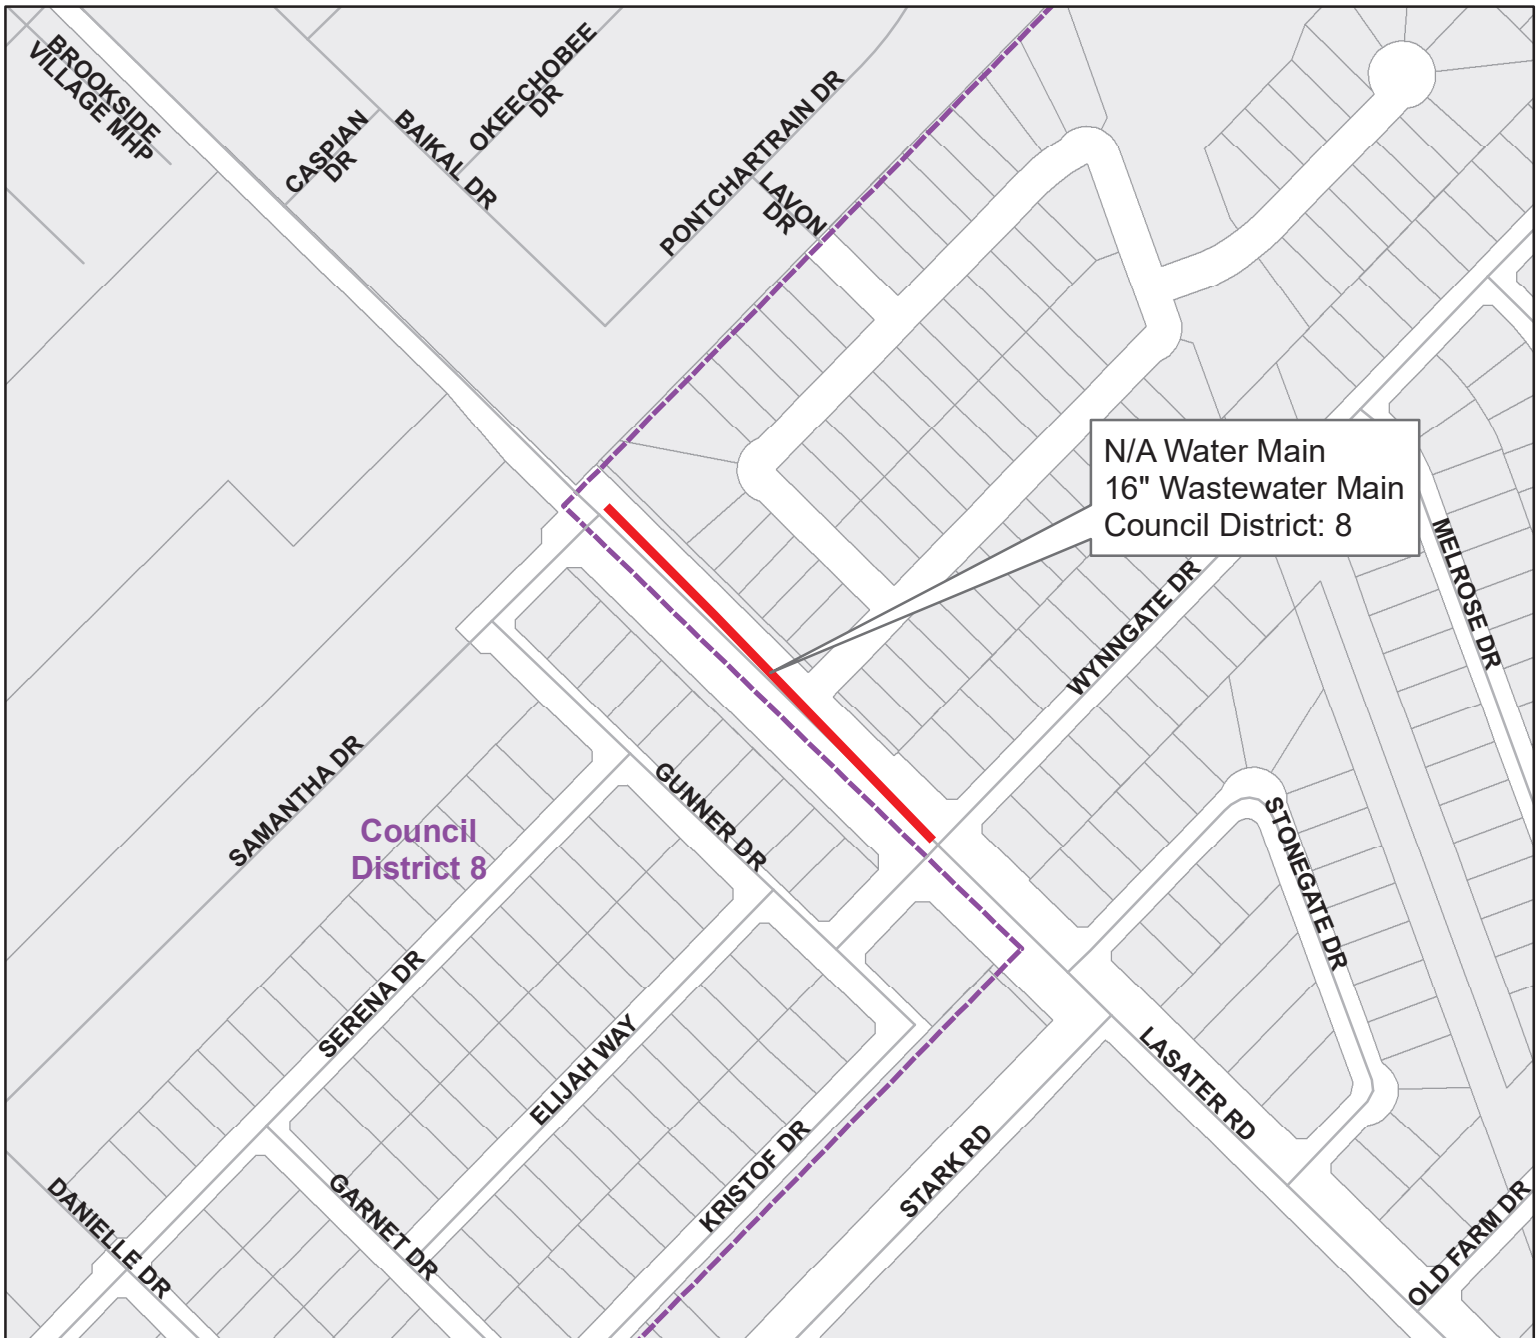 BROOKSIDE
VILLAGE MHP
CASPIAN
DR
BAIKAL DR
OKEECHOBEE
DR
PONTCHARTRAIN DR
LAVON
DR
N/A Water Main
16" Wastewater Main
Council District: 8
MELROSE DR
WYNNGATE DR
SAMANTHA DR
Council
District 8
GUNNER DR
STONEGATE DR
SERENA DR
ELIJAH WAY
LASATER RD
KRISTOF DR
STARK RD
DANIELLE DR
GARNET DR
OLD FARM DR